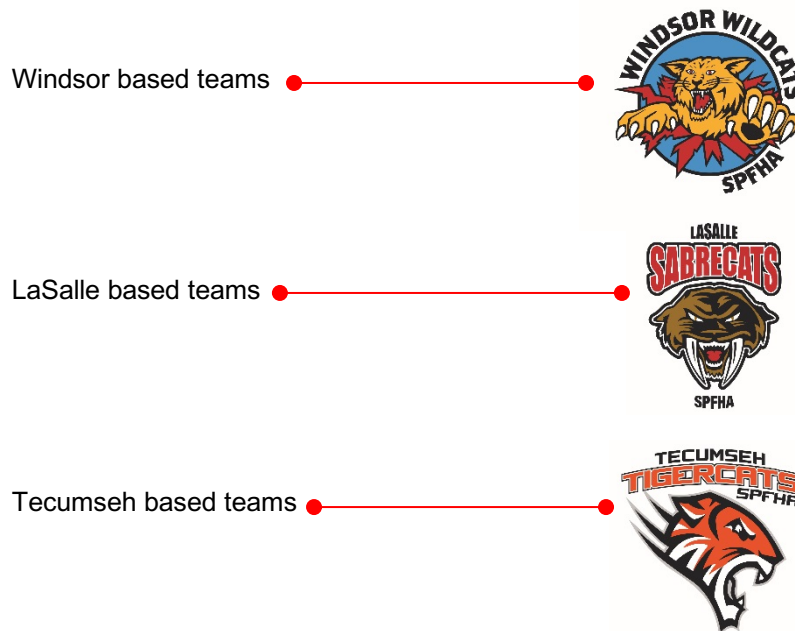 Windsor based teams
WINDSOR WILDCATS
SPFHA
LaSalle based teams
LASALLE
SABRECATS
SPFHA
Tecumseh based teams
TECUMSEH
TIGERCATS
SPFHA